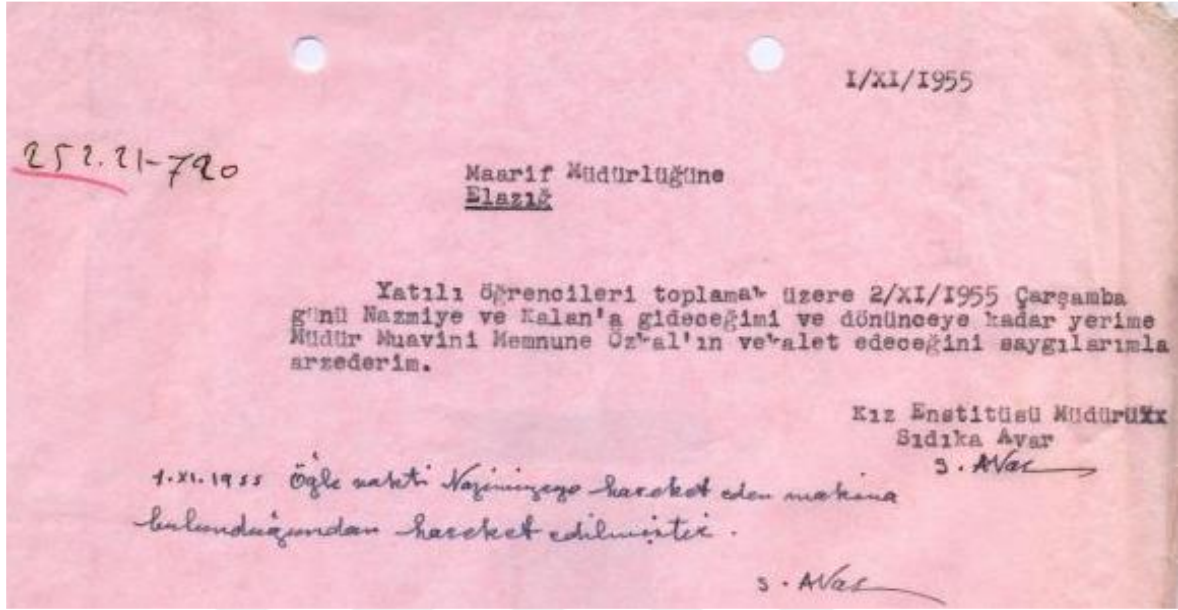 I/XI/1955
252.21-720
Maarif Müdürlüğüne
Elazığ
Yatılı öğrencileri toplamak üzere 2/XI/1955 Çarşamba
günü Nazmiye ve Kalan'a gideceğimi ve dönünceye kadar yerime
Müdür Muavini Memnune Özkal'ın vekalet edeceğini saygılarımla
arzederim.
Kız Enstitüsü Müdürüxx
Sıdıka Avar
S. AVar
1.XI.1955 Öğle vakti Nazimiyeye hareket eden makina
bulunduğundan hareket edilmiştir.
S. AVar